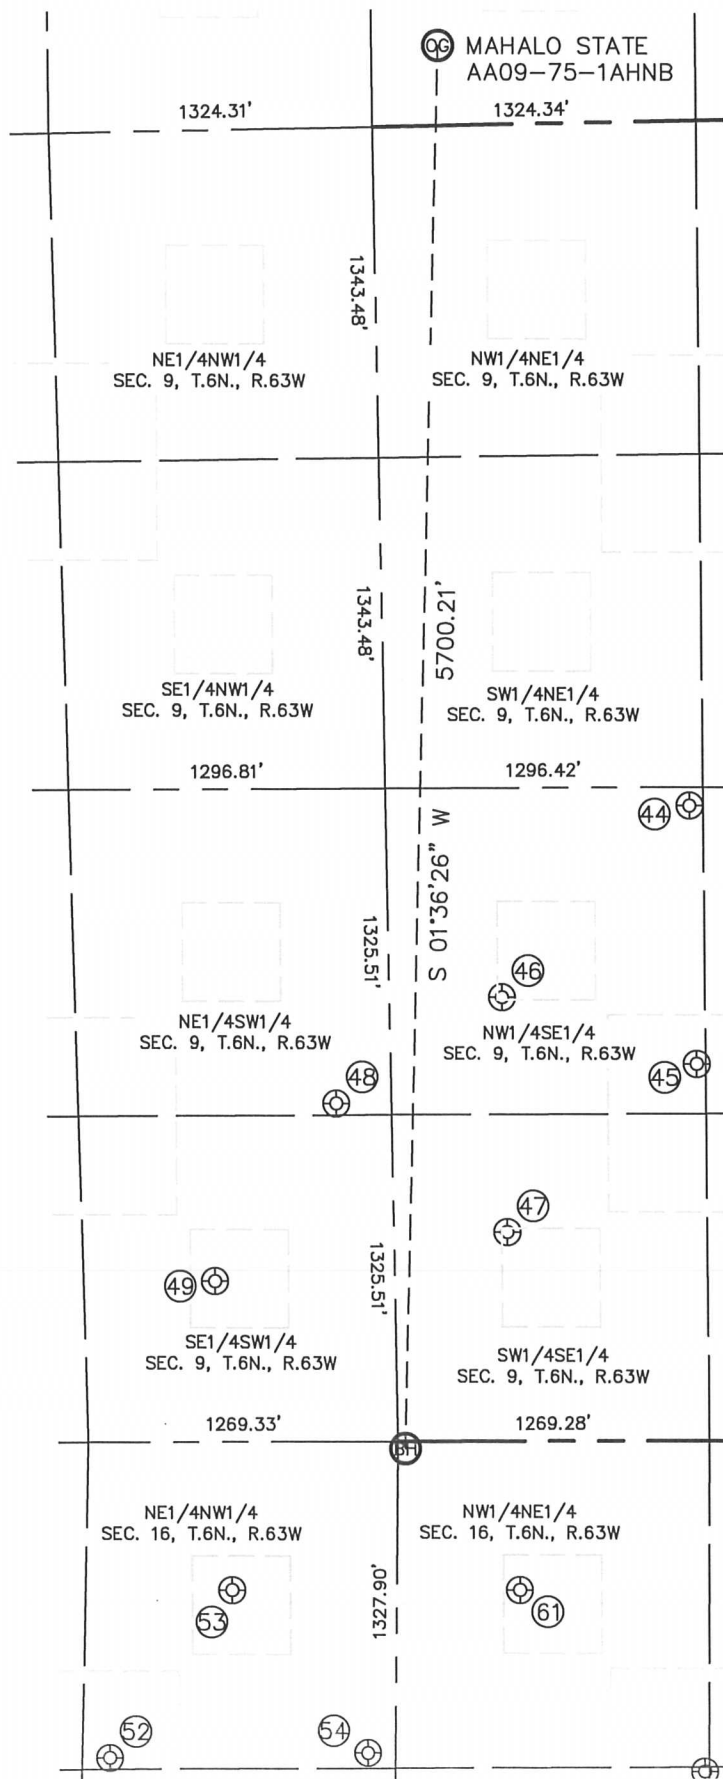 OG MAHALO STATE
AA09-75-1AHNB
1324.31' 1324.34'
1343.48'
NE1/4NW1/4
SEC. 9, T.6N., R.63W
NW1/4NE1/4
SEC. 9, T.6N., R.63W
1343.48'
5700.21'
SE1/4NW1/4
SEC. 9, T.6N., R.63W
SW1/4NE1/4
SEC. 9, T.6N., R.63W
1296.81' 1296.42'
44
S 01°36'26" W
1325.51'
46
NE1/4SW1/4
SEC. 9, T.6N., R.63W
NW1/4SE1/4
SEC. 9, T.6N., R.63W
48
45
47
1325.51'
49
SE1/4SW1/4
SEC. 9, T.6N., R.63W
SW1/4SE1/4
SEC. 9, T.6N., R.63W
1269.33' 1269.28'
BH
NE1/4NW1/4
SEC. 16, T.6N., R.63W
NW1/4NE1/4
SEC. 16, T.6N., R.63W
1327.90'
53
61
52
54